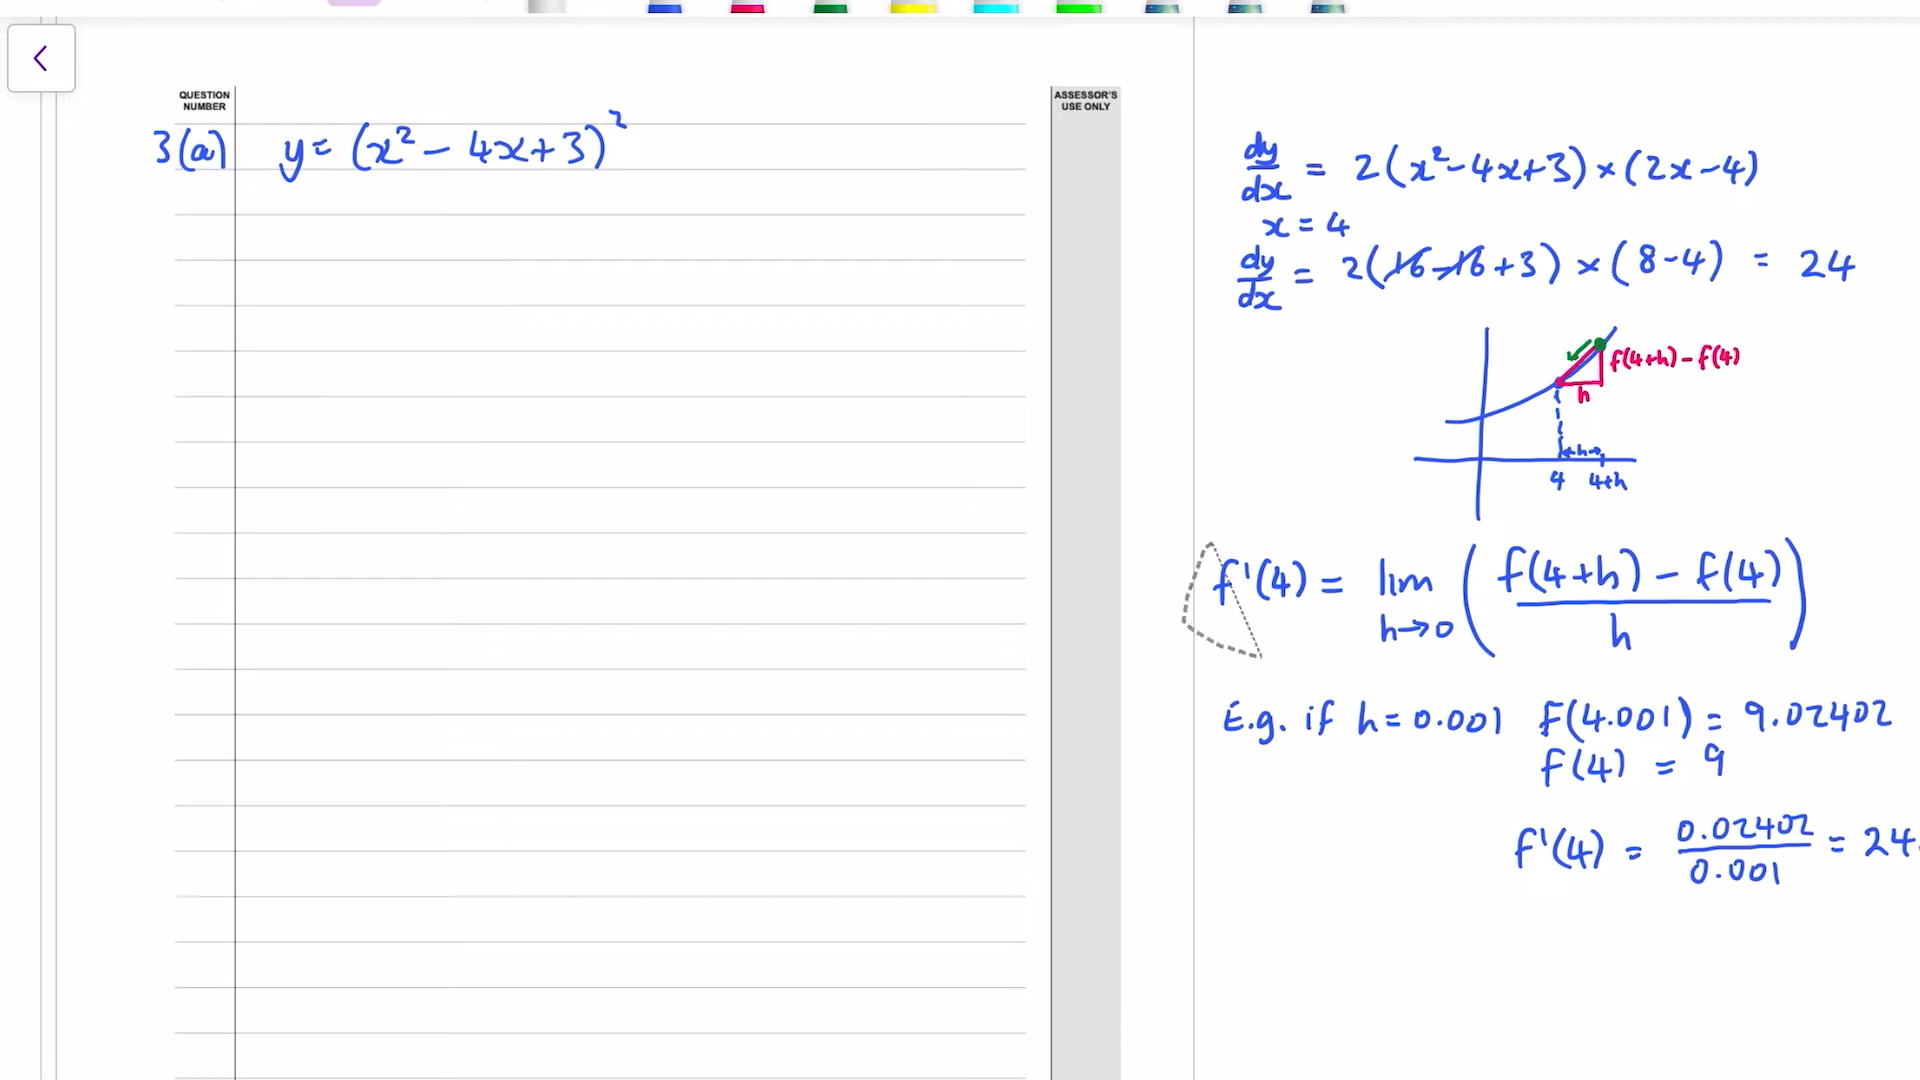 QUESTION NUMBER
ASSESSOR'S USE ONLY
3(a) y = (x² - 4x + 3)²
dy/dx = 2(x² - 4x + 3) × (2x - 4)
x = 4
dy/dx = 2(16 - 16 + 3) × (8 - 4) = 24
f(4+h) - f(4)
h
h
4 4+h
f'(4) = lim h→0 ( f(4+h) - f(4) / h )
E.g. if h = 0.001 f(4.001) = 9.02402
f(4) = 9
f'(4) = 0.02402 / 0.001 = 24.